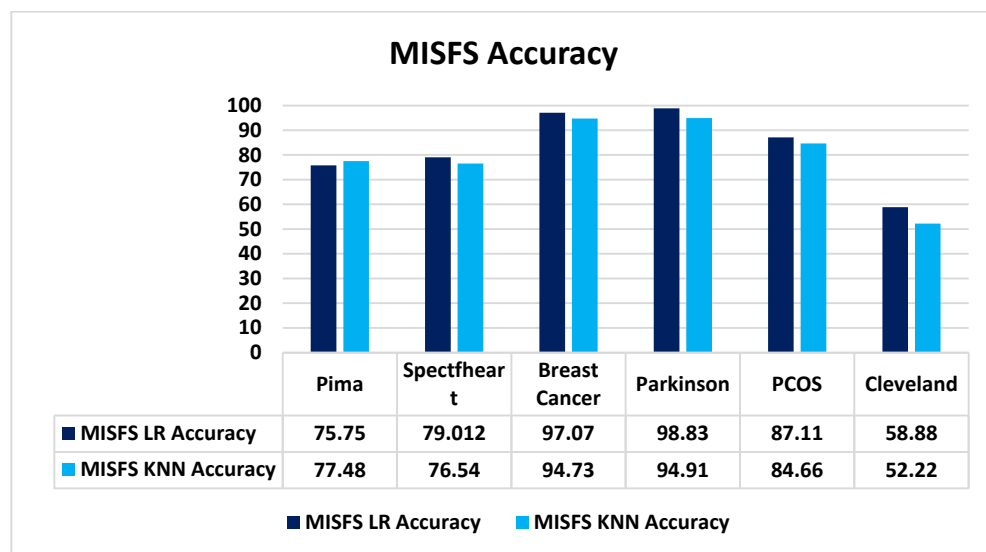 MISFS Accuracy
100
90
80
70
60
50
40
30
20
10
0
Pima Spectfhear
t Breast
Cancer Parkinson PCOS Cleveland
MISFS LR Accuracy 75.75 79.012 97.07 98.83 87.11 58.88
MISFS KNN Accuracy 77.48 76.54 94.73 94.91 84.66 52.22
MISFS LR Accuracy MISFS KNN Accuracy